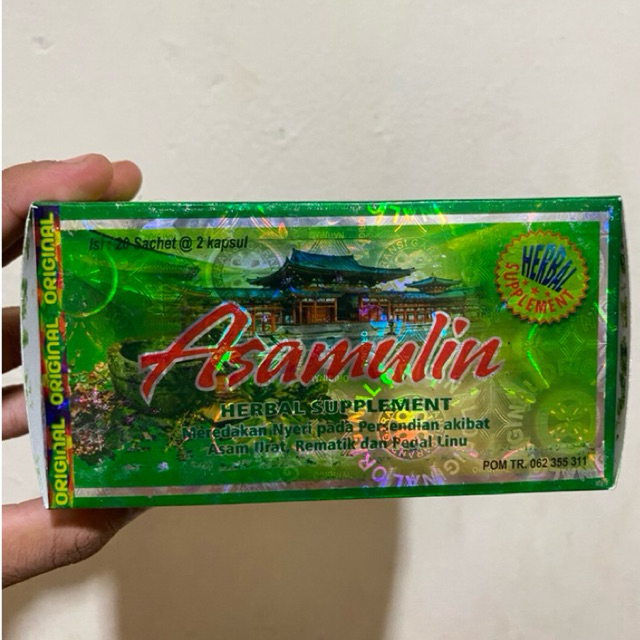 Isi : 20 Sachet @ 2 kapsul
HERBAL
SUPPLEMENT
Asamulin
HERBAL SUPPLEMENT
Meredakan Nyeri pada Persendian akibat
Asam Urat, Rematik dan Pegal Linu
POM TR. 062 355 311
ORIGINAL ORIGINAL ORIGINAL